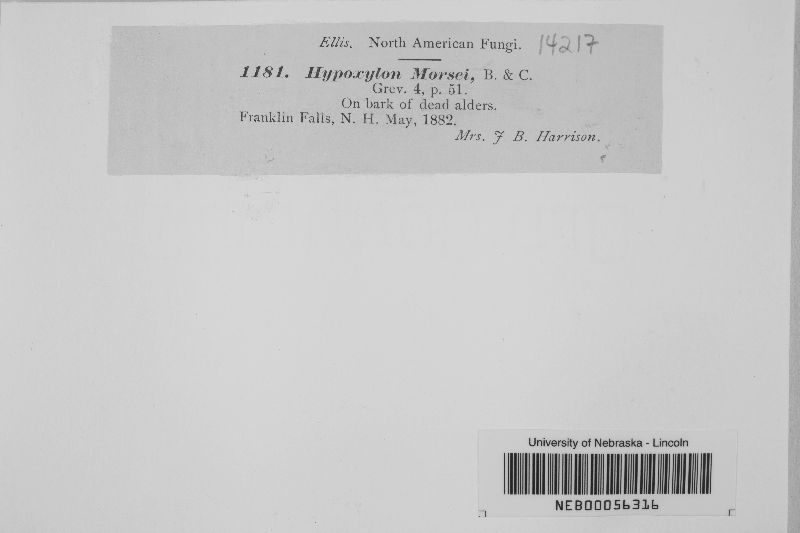 Ellis. North American Fungi. 14217
1181. Hypoxylon Morsei, B. & C.
Grev. 4, p. 51.
On bark of dead alders.
Franklin Falls, N. H. May, 1882.
Mrs. J B. Harrison.
University of Nebraska - Lincoln
NEB00056316